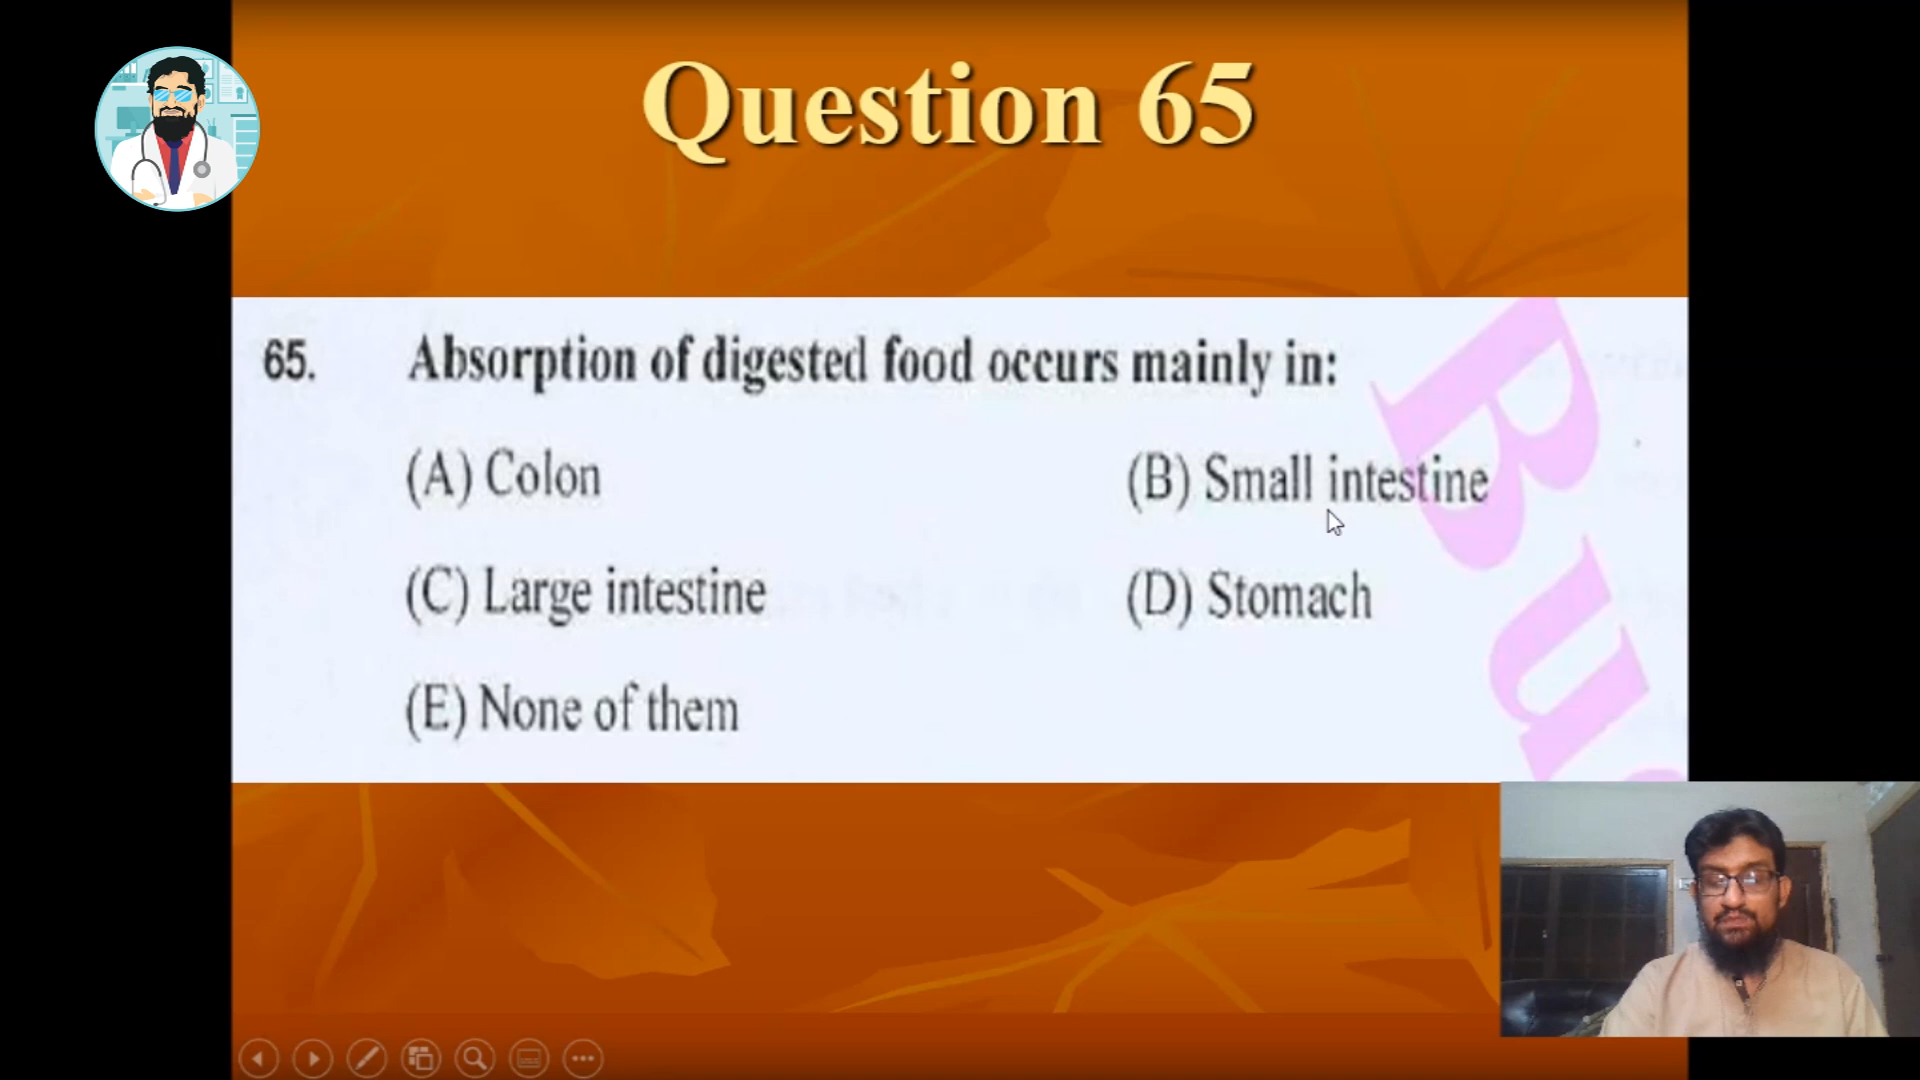 Question 65
65. Absorption of digested food occurs mainly in:
(A) Colon (B) Small intestine
(C) Large intestine (D) Stomach
(E) None of them
Bu